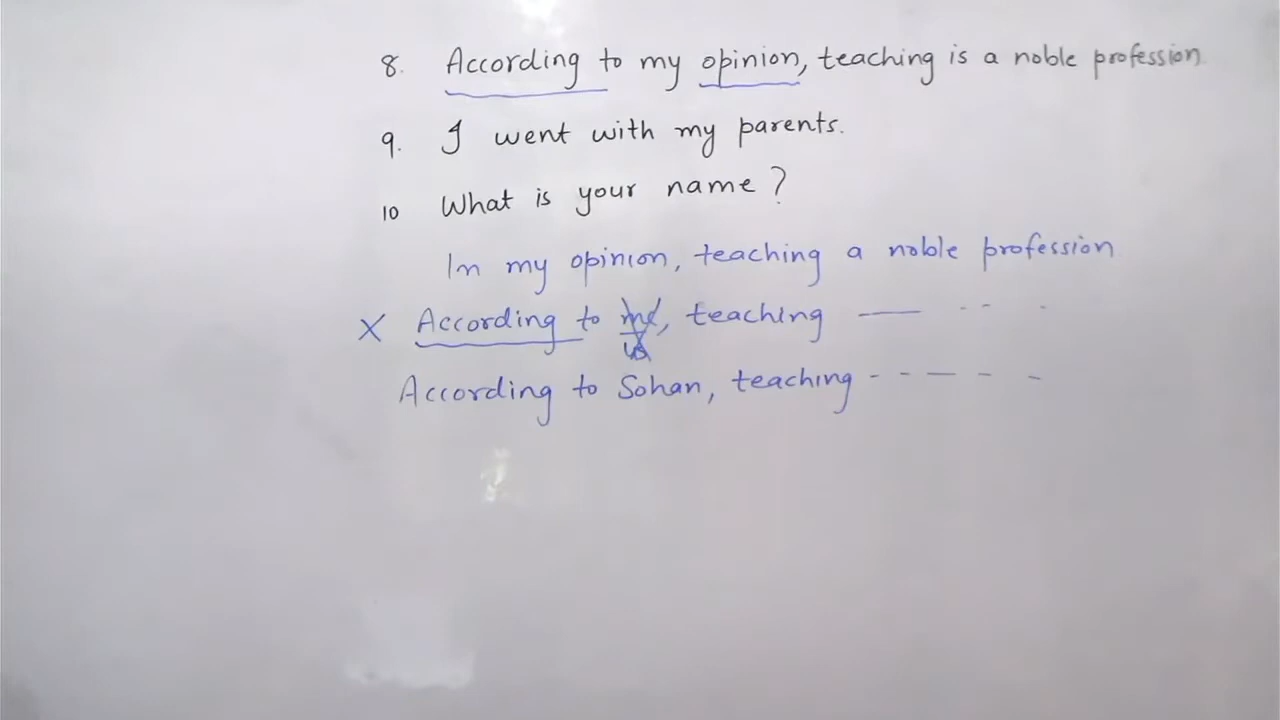 8. According to my opinion, teaching is a noble profession.
9. I went with my parents.
10 What is your name?
In my opinion, teaching a noble profession
X According to me, teaching — - - -
us
According to Sohan, teaching - - — - -